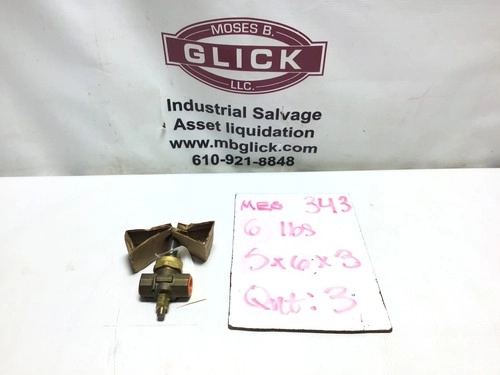 MOSES B.
GLICK
LLC.
Industrial Salvage
Asset liquidation
www.mbglick.com
610-921-8848
MEG 343
6 lbs
5x6x3
Qnt: 3